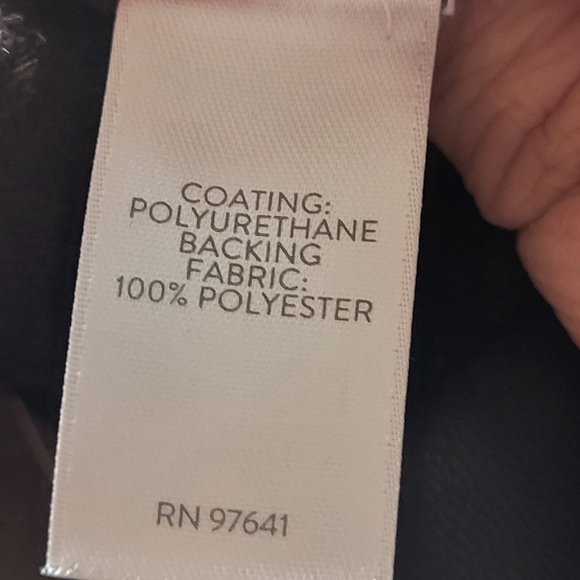 COATING:
POLYURETHANE
BACKING
FABRIC:
100% POLYESTER
RN 97641